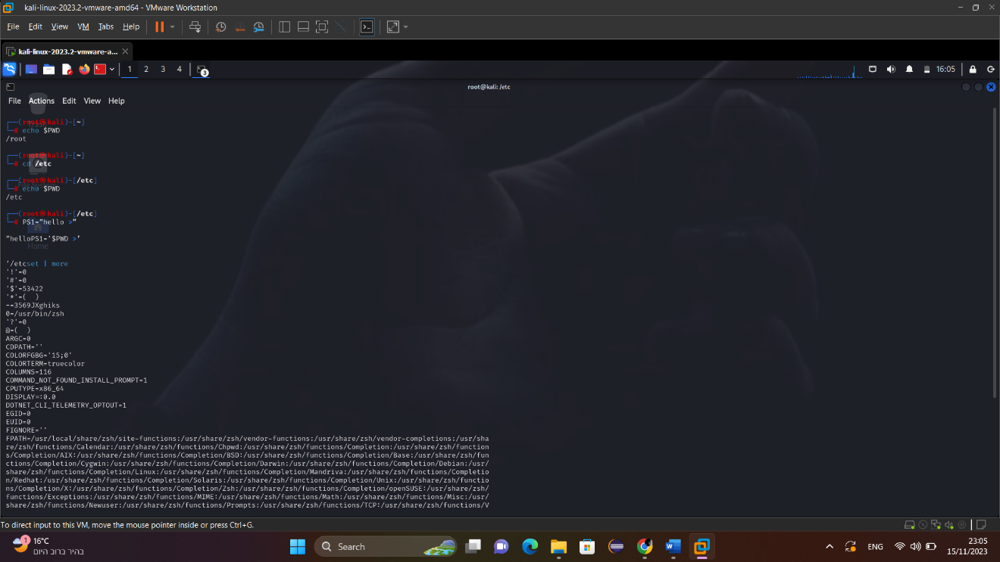 kali-linux-2023.2-vmware-amd64 - VMware Workstation
File Edit View VM Tabs Help
kali-linux-2023.2-vmware-a...
1 2 3 4 3 16:05
root@kali: /etc
File Actions Edit View Help
┌──(root㉿kali)-[~]
└─# echo $PWD
/root
┌──(root㉿kali)-[~]
└─# cd /etc
┌──(root㉿kali)-[/etc]
└─# echo $PWD
/etc
┌──(root㉿kali)-[/etc]
└─# PS1=”hello >”
”helloPS1='$PWD >'
Home
'/etcset | more
'!'=0
'#'=0
'$'=53422
'*'=(  )
-=3569JXghiks
0=/usr/bin/zsh
'?'=0
@=(  )
ARGC=0
CDPATH=''
COLORFGBG='15;0'
COLORTERM=truecolor
COLUMNS=116
COMMAND_NOT_FOUND_INSTALL_PROMPT=1
CPUTYPE=x86_64
DISPLAY=:0.0
DOTNET_CLI_TELEMETRY_OPTOUT=1
EGID=0
EUID=0
FIGNORE=''
FPATH=/usr/local/share/zsh/site-functions:/usr/share/zsh/vendor-functions:/usr/share/zsh/vendor-completions:/usr/sha
re/zsh/functions/Calendar:/usr/share/zsh/functions/Chpwd:/usr/share/zsh/functions/Completion:/usr/share/zsh/function
s/Completion/AIX:/usr/share/zsh/functions/Completion/BSD:/usr/share/zsh/functions/Completion/Base:/usr/share/zsh/fun
ctions/Completion/Cygwin:/usr/share/zsh/functions/Completion/Darwin:/usr/share/zsh/functions/Completion/Debian:/usr/
share/zsh/functions/Completion/Linux:/usr/share/zsh/functions/Completion/Mandriva:/usr/share/zsh/functions/Completio
n/Redhat:/usr/share/zsh/functions/Completion/Solaris:/usr/share/zsh/functions/Completion/Unix:/usr/share/zsh/functio
ns/Completion/X:/usr/share/zsh/functions/Completion/Zsh:/usr/share/zsh/functions/Completion/openSUSE:/usr/share/zsh/
functions/Exceptions:/usr/share/zsh/functions/MIME:/usr/share/zsh/functions/Math:/usr/share/zsh/functions/Misc:/usr/
share/zsh/functions/Newuser:/usr/share/zsh/functions/Prompts:/usr/share/zsh/functions/TCP:/usr/share/zsh/functions/V
To direct input to this VM, move the mouse pointer inside or press Ctrl+G.
1 16°C
בהיר ברוב היום
Search
ENG
23:05
15/11/2023